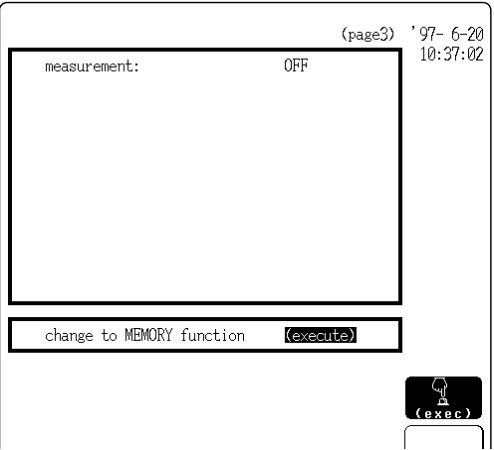 (page3) '97- 6-20
10:37:02
measurement: OFF
change to MEMORY function (execute)
(exec)